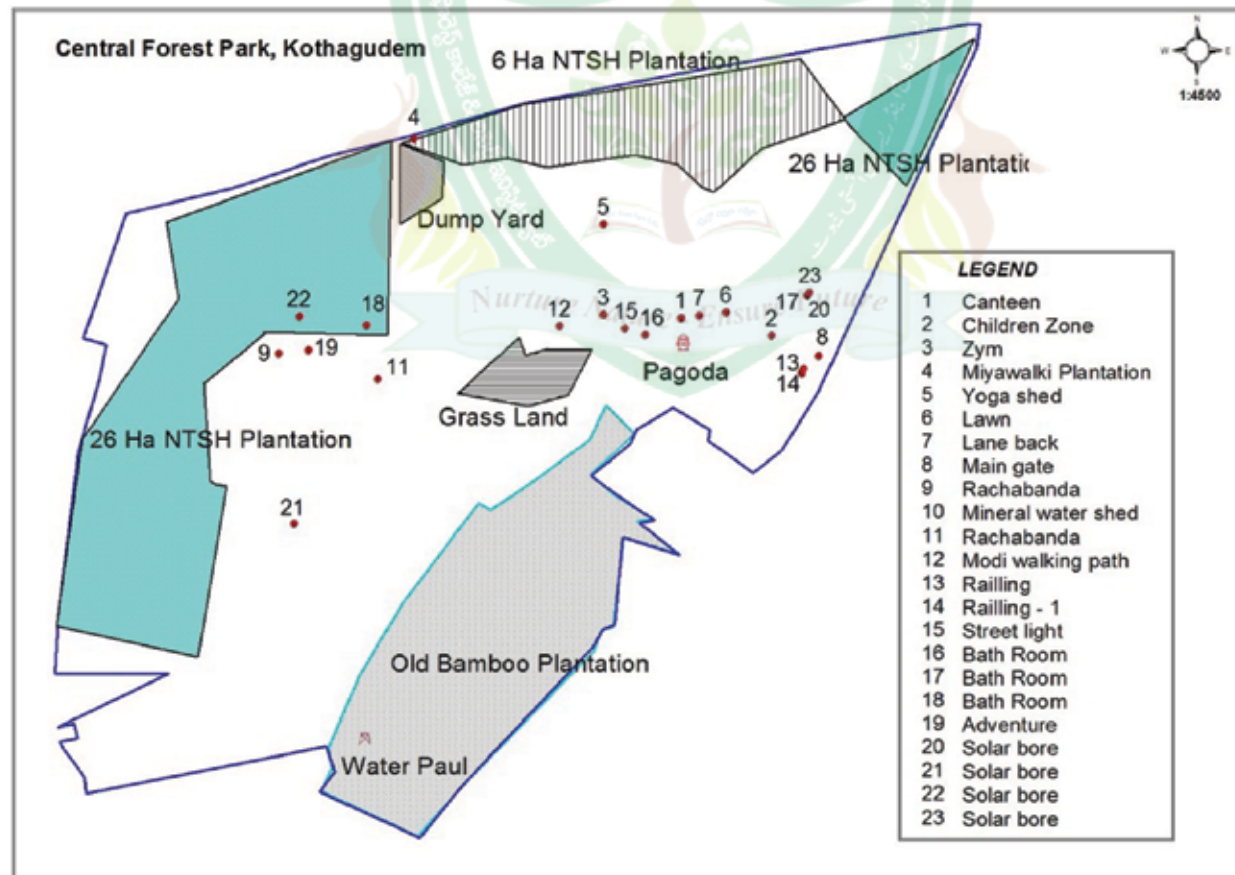 Central Forest Park, Kothagudem
N
W E
S
1:4500
6 Ha NTSH Plantation
4
26 Ha NTSH Plantatic
Dump Yard
5
23
22
18
12
3
15
16
1
7
6
2
17
20
8
Nurture Nature - Ensure Future
9
19
11
13
14
Pagoda
Grass Land
26 Ha NTSH Plantation
21
Old Bamboo Plantation
Water Paul
LEGEND
1 Canteen
2 Children Zone
3 Zym
4 Miyawalki Plantation
5 Yoga shed
6 Lawn
7 Lane back
8 Main gate
9 Rachabanda
10 Mineral water shed
11 Rachabanda
12 Modi walking path
13 Railling
14 Railling - 1
15 Street light
16 Bath Room
17 Bath Room
18 Bath Room
19 Adventure
20 Solar bore
21 Solar bore
22 Solar bore
23 Solar bore